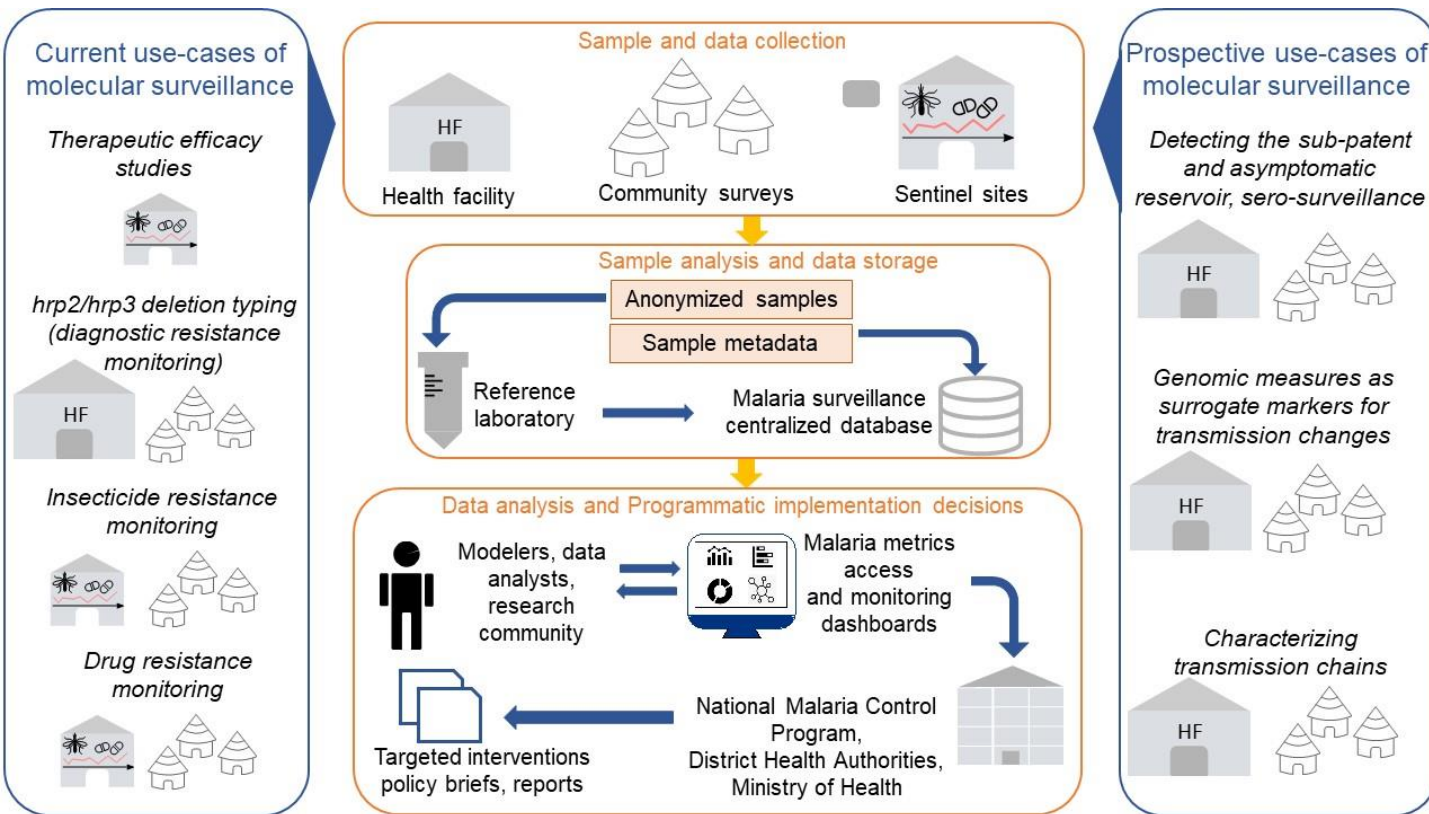 Current use-cases of
molecular surveillance
Therapeutic efficacy
studies
hrp2/hrp3 deletion typing
(diagnostic resistance
monitoring)
HF
Insecticide resistance
monitoring
Drug resistance
monitoring
Sample and data collection
HF
Health facility
Community surveys
Sentinel sites
Sample analysis and data storage
Anonymized samples
Sample metadata
Reference
laboratory
Malaria surveillance
centralized database
Data analysis and Programmatic implementation decisions
Modelers, data
analysts,
research
community
Malaria metrics
access
and monitoring
dashboards
National Malaria Control
Program,
District Health Authorities,
Ministry of Health
Targeted interventions
policy briefs, reports
Prospective use-cases of
molecular surveillance
Detecting the sub-patent
and asymptomatic
reservoir, sero-surveillance
HF
Genomic measures as
surrogate markers for
transmission changes
HF
Characterizing
transmission chains
HF